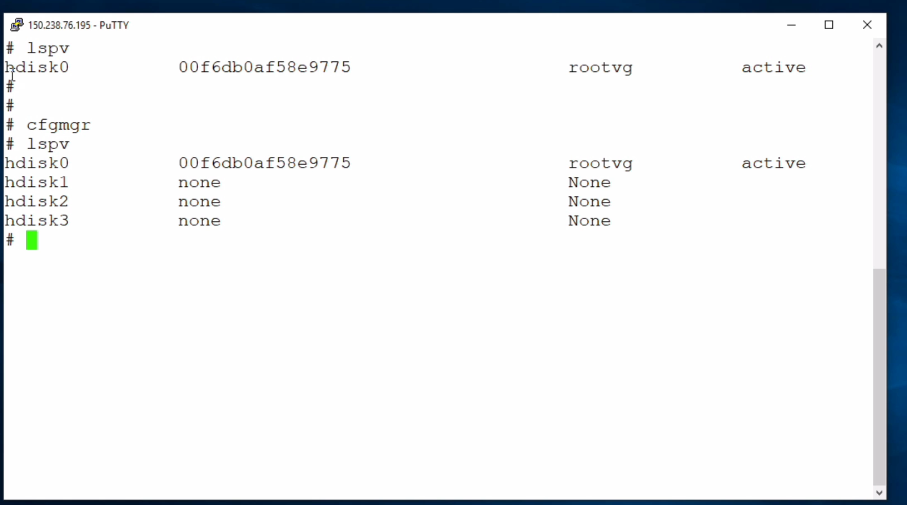 150.238.76.195 - PuTTY
# lspv
hdisk0 00f6db0af58e9775 rootvg active
#
#
# cfgmgr
# lspv
hdisk0 00f6db0af58e9775 rootvg active
hdisk1 none None
hdisk2 none None
hdisk3 none None
#